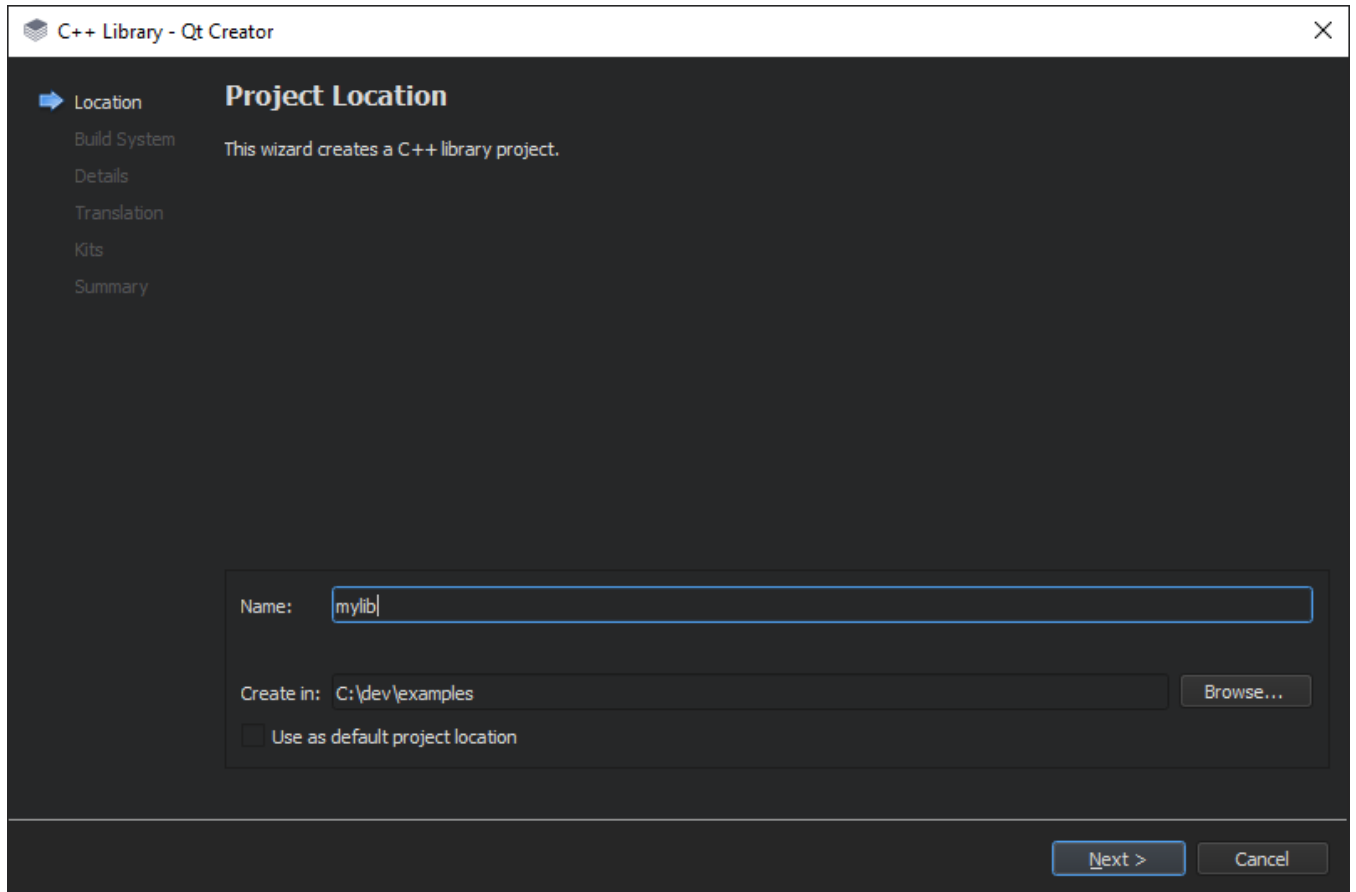 C++ Library - Qt Creator
Location
Build System
Details
Translation
Kits
Summary
Project Location
This wizard creates a C++ library project.
Name: mylib
Create in: C:\dev\examples Browse...
Use as default project location
Next > Cancel